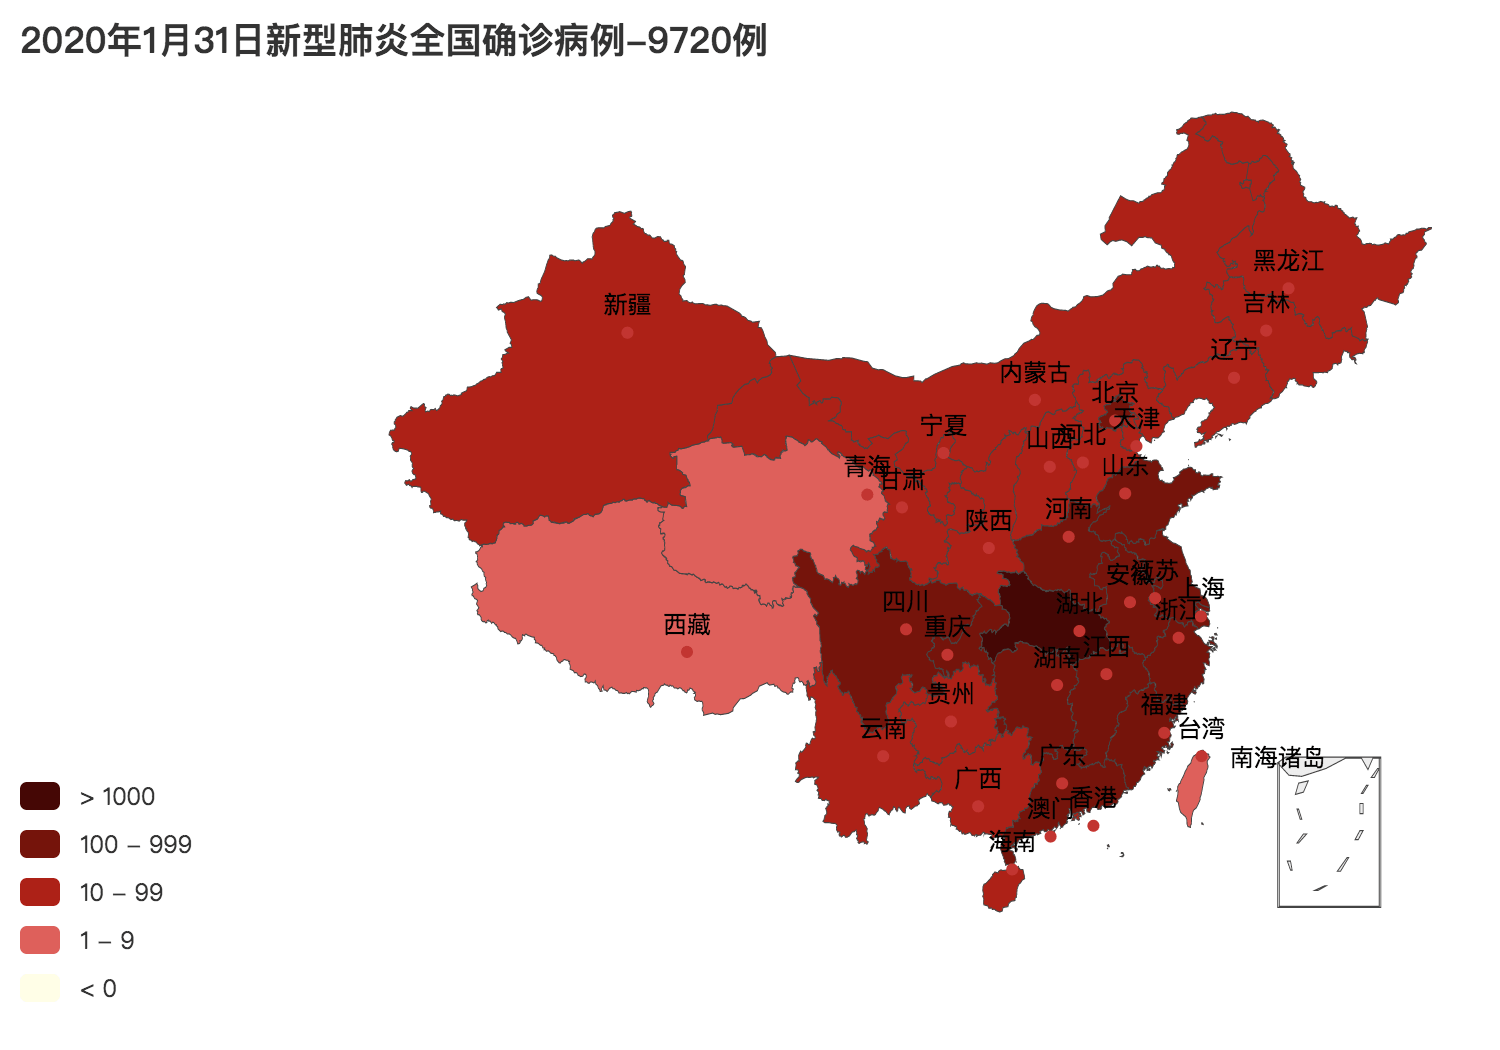 2020年1月31日新型肺炎全国确诊病例-9720例
黑龙江
吉林
新疆
辽宁
内蒙古
北京
天津
宁夏
山西
河北
青海
甘肃
山东
河南
陕西
安徽
江苏
上海
四川
湖北
浙江
西藏
重庆
湖南
江西
贵州
福建
云南
台湾
广东
南海诸岛
广西
澳门
香港
海南
> 1000
100 - 999
10 - 99
1 - 9
< 0